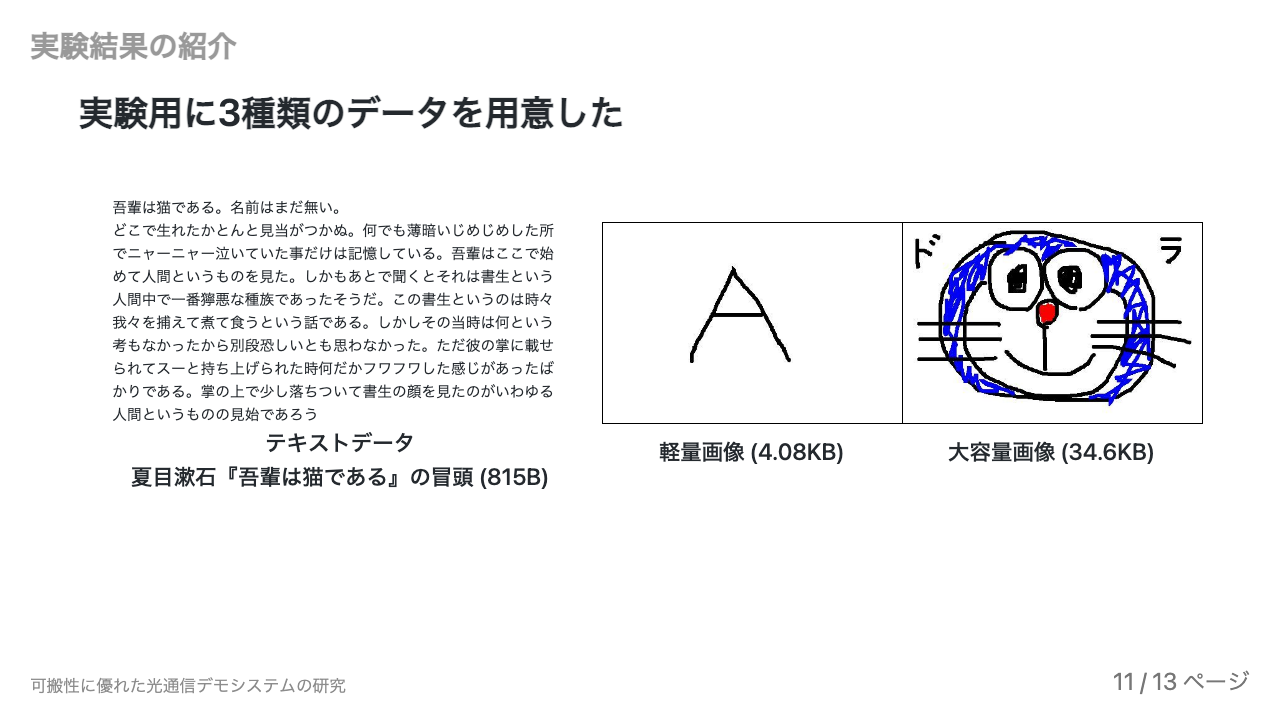 実験結果の紹介
実験用に3種類のデータを用意した
吾輩は猫である。名前はまだ無い。
どこで生れたかとんと見当がつかぬ。何でも薄暗いじめじめした所
でニャーニャー泣いていた事だけは記憶している。吾輩はここで始
めて人間というものを見た。しかもあとで聞くとそれは書生という
人間中で一番獰悪な種族であったそうだ。この書生というのは時々
我々を捕えて煮て食うという話である。しかしその当時は何という
考もなかったから別段恐しいとも思わなかった。ただ彼の掌に載せ
られてスーと持ち上げられた時何だかフワフワした感じがあったば
かりである。掌の上で少し落ちついて書生の顔を見たのがいわゆる
人間というものの見始であろう
テキストデータ
夏目漱石『吾輩は猫である』の冒頭 (815B)
A
軽量画像 (4.08KB)
ド
ラ
大容量画像 (34.6KB)
可搬性に優れた光通信デモシステムの研究
11 / 13 ページ